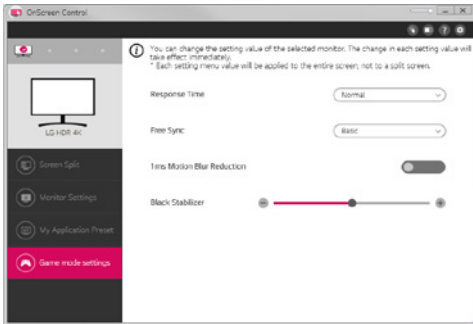 OnScreen Control
You can change the setting value of the selected monitor. The change in each setting value will
take effect immediately.
* Each setting menu value will be applied to the entire screen, not to a split screen.
LG HDR 4K
Response Time
Normal
Free Sync
Basic
1ms Motion Blur Reduction
Black Stabilizer
Screen Split
Monitor Settings
My Application Preset
Game mode settings